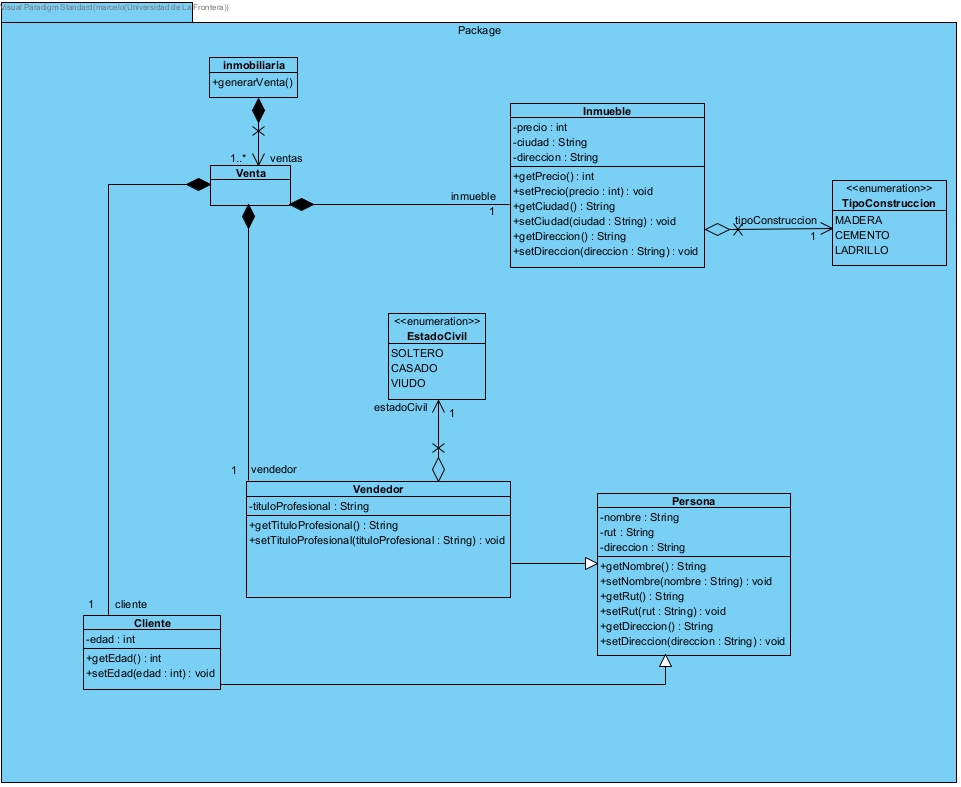 Visual Paradigm Standard(marcelo(Universidad de La Frontera))
Package
inmobiliaria
+generarVenta()
1..* ventas
Venta
inmueble
1
Inmueble
-precio : int
-ciudad : String
-direccion : String
+getPrecio() : int
+setPrecio(precio : int) : void
+getCiudad() : String
+setCiudad(ciudad : String) : void
+getDireccion() : String
+setDireccion(direccion : String) : void
tipoConstruccion
1
<<enumeration>>
TipoConstruccion
MADERA
CEMENTO
LADRILLO
<<enumeration>>
EstadoCivil
SOLTERO
CASADO
VIUDO
estadoCivil
1
1 vendedor
Vendedor
-tituloProfesional : String
+getTituloProfesional() : String
+setTituloProfesional(tituloProfesional : String) : void
Persona
-nombre : String
-rut : String
-direccion : String
+getNombre() : String
+setNombre(nombre : String) : void
+getRut() : String
+setRut(rut : String) : void
+getDireccion() : String
+setDireccion(direccion : String) : void
1 cliente
Cliente
-edad : int
+getEdad() : int
+setEdad(edad : int) : void